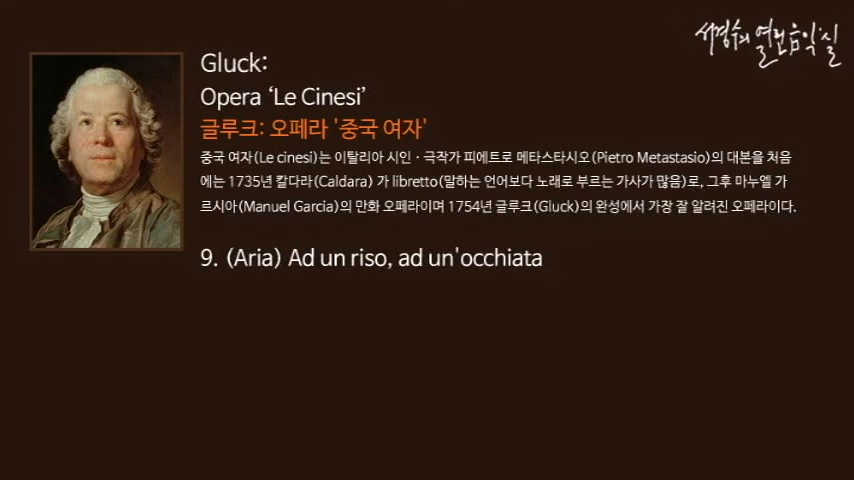 서경수의 열린音악실
Gluck:
Opera ‘Le Cinesi’
글루크: 오페라 '중국 여자'
중국 여자(Le cinesi)는 이탈리아 시인 · 극작가 피에트로 메타스타시오(Pietro Metastasio)의 대본을 처음
에는 1735년 칼다라(Caldara) 가 libretto(말하는 언어보다 노래로 부르는 가사가 많음)로, 그후 마누엘 가
르시아(Manuel Garcia)의 만화 오페라이며 1754년 글루크(Gluck)의 완성에서 가장 잘 알려진 오페라이다.
9. (Aria) Ad un riso, ad un'occhiata